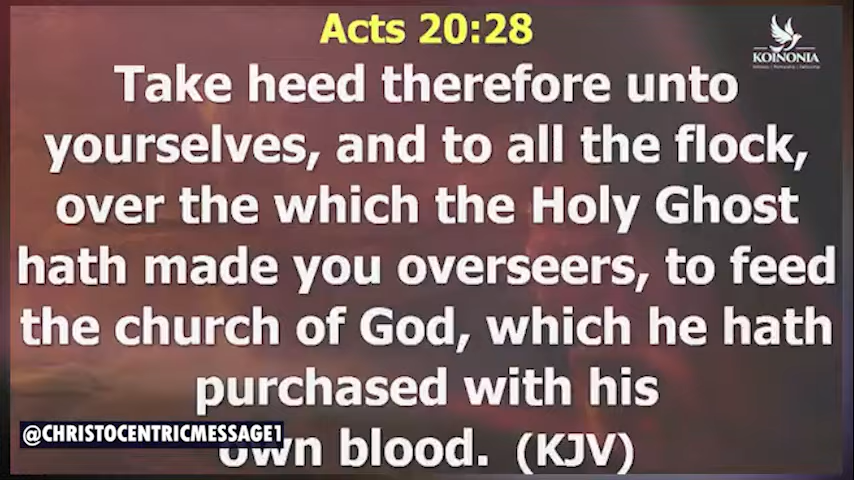 Acts 20:28
KOINONIA
Take heed therefore unto
yourselves, and to all the flock,
over the which the Holy Ghost
hath made you overseers, to feed
the church of God, which he hath
purchased with his
@CHRISTOCENTRICMESSAGE1
own blood. (KJV)